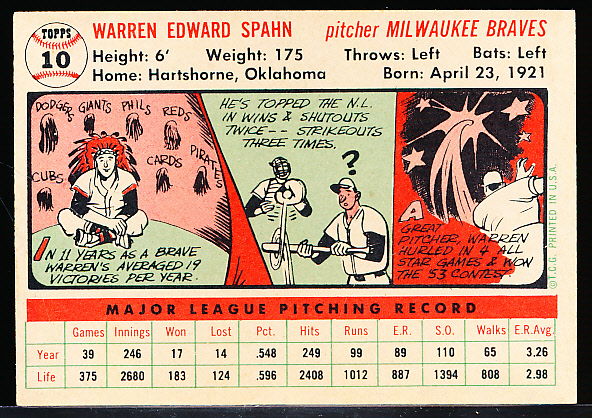 TOPPS
10
WARREN EDWARD SPAHN pitcher MILWAUKEE BRAVES
Height: 6' Weight: 175 Throws: Left Bats: Left
Home: Hartshorne, Oklahoma Born: April 23, 1921
DODGERS GIANTS PHILS REDS
CUBS CARDS PIRATES
IN 11 YEARS AS A BRAVE
WARREN'S AVERAGED 19
VICTORIES PER YEAR.
HE'S TOPPED THE N.L.
IN WINS & SHUTOUTS
TWICE -- STRIKEOUTS
THREE TIMES.
?
A
GREAT
PITCHER, WARREN
HURLED IN 4 ALL
STAR GAMES & WON
THE '53 CONTEST
© T.C.G. PRINTED IN U.S.A.
MAJOR LEAGUE PITCHING RECORD
Games Innings Won Lost Pct. Hits Runs E.R. S.O. Walks E.R.Avg.
Year 39 246 17 14 .548 249 99 89 110 65 3.26
Life 375 2680 183 124 .596 2408 1012 887 1394 808 2.98